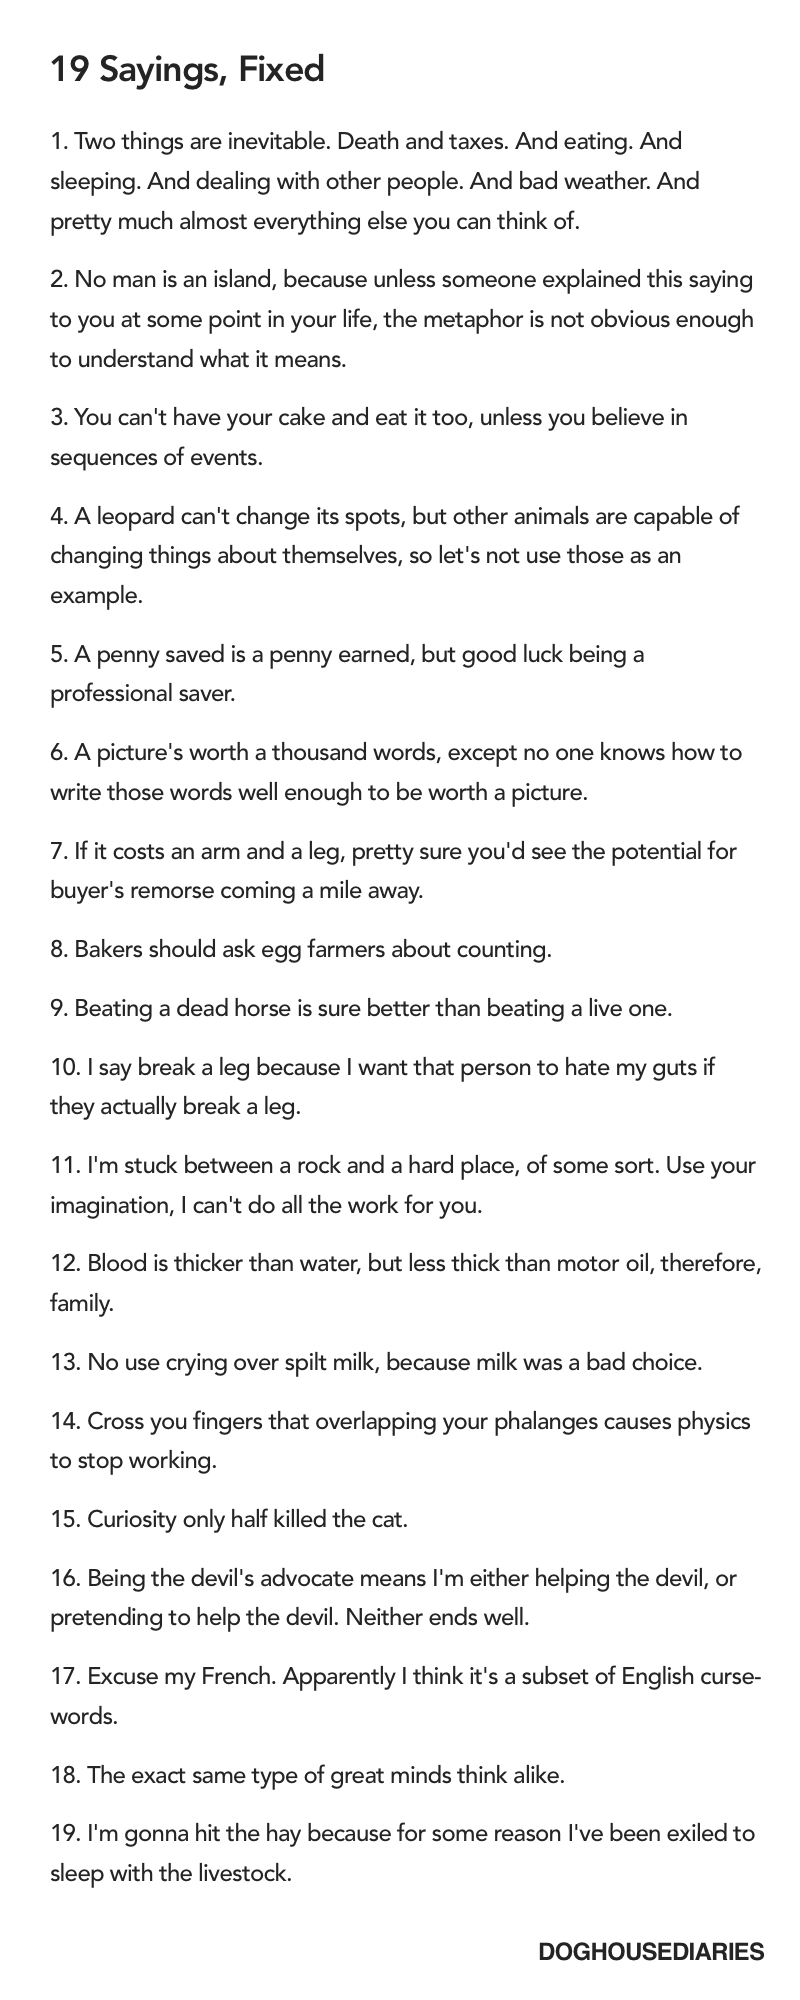 19 Sayings, Fixed
1. Two things are inevitable. Death and taxes. And eating. And
sleeping. And dealing with other people. And bad weather. And
pretty much almost everything else you can think of.
2. No man is an island, because unless someone explained this saying
to you at some point in your life, the metaphor is not obvious enough
to understand what it means.
3. You can't have your cake and eat it too, unless you believe in
sequences of events.
4. A leopard can't change its spots, but other animals are capable of
changing things about themselves, so let's not use those as an
example.
5. A penny saved is a penny earned, but good luck being a
professional saver.
6. A picture's worth a thousand words, except no one knows how to
write those words well enough to be worth a picture.
7. If it costs an arm and a leg, pretty sure you'd see the potential for
buyer's remorse coming a mile away.
8. Bakers should ask egg farmers about counting.
9. Beating a dead horse is sure better than beating a live one.
10. I say break a leg because I want that person to hate my guts if
they actually break a leg.
11. I'm stuck between a rock and a hard place, of some sort. Use your
imagination, I can't do all the work for you.
12. Blood is thicker than water, but less thick than motor oil, therefore,
family.
13. No use crying over spilt milk, because milk was a bad choice.
14. Cross you fingers that overlapping your phalanges causes physics
to stop working.
15. Curiosity only half killed the cat.
16. Being the devil's advocate means I'm either helping the devil, or
pretending to help the devil. Neither ends well.
17. Excuse my French. Apparently I think it's a subset of English curse-
words.
18. The exact same type of great minds think alike.
19. I'm gonna hit the hay because for some reason I've been exiled to
sleep with the livestock.
DOGHOUSEDIARIES